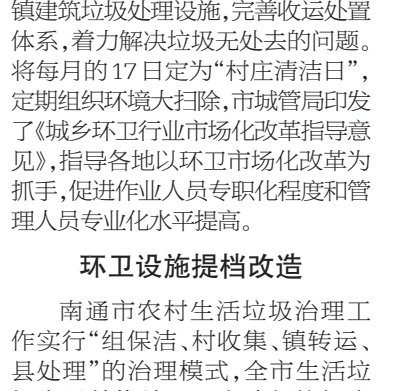 镇建筑垃圾处理设施,完善收运处置
体系,着力解决垃圾无处去的问题。
将每月的17日定为“村庄清洁日”,
定期组织环境大扫除,市城管局印发
了《城乡环卫行业市场化改革指导意
见》,指导各地以环卫市场化改革为
抓手,促进作业人员专职化程度和管
理人员专业化水平提高。
环卫设施提档改造
南通市农村生活垃圾治理工
作实行“组保洁、村收集、镇转运、
县处理”的治理模式,全市生活垃